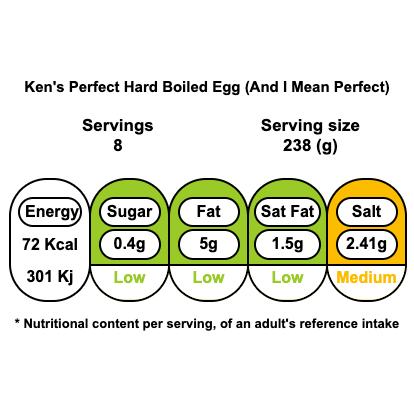 Ken's Perfect Hard Boiled Egg (And I Mean Perfect)
Servings
8
Serving size
238 (g)
Energy Sugar Fat Sat Fat Salt
72 Kcal 0.4g 5g 1.5g 2.41g
301 Kj Low Low Low Medium
* Nutritional content per serving, of an adult's reference intake